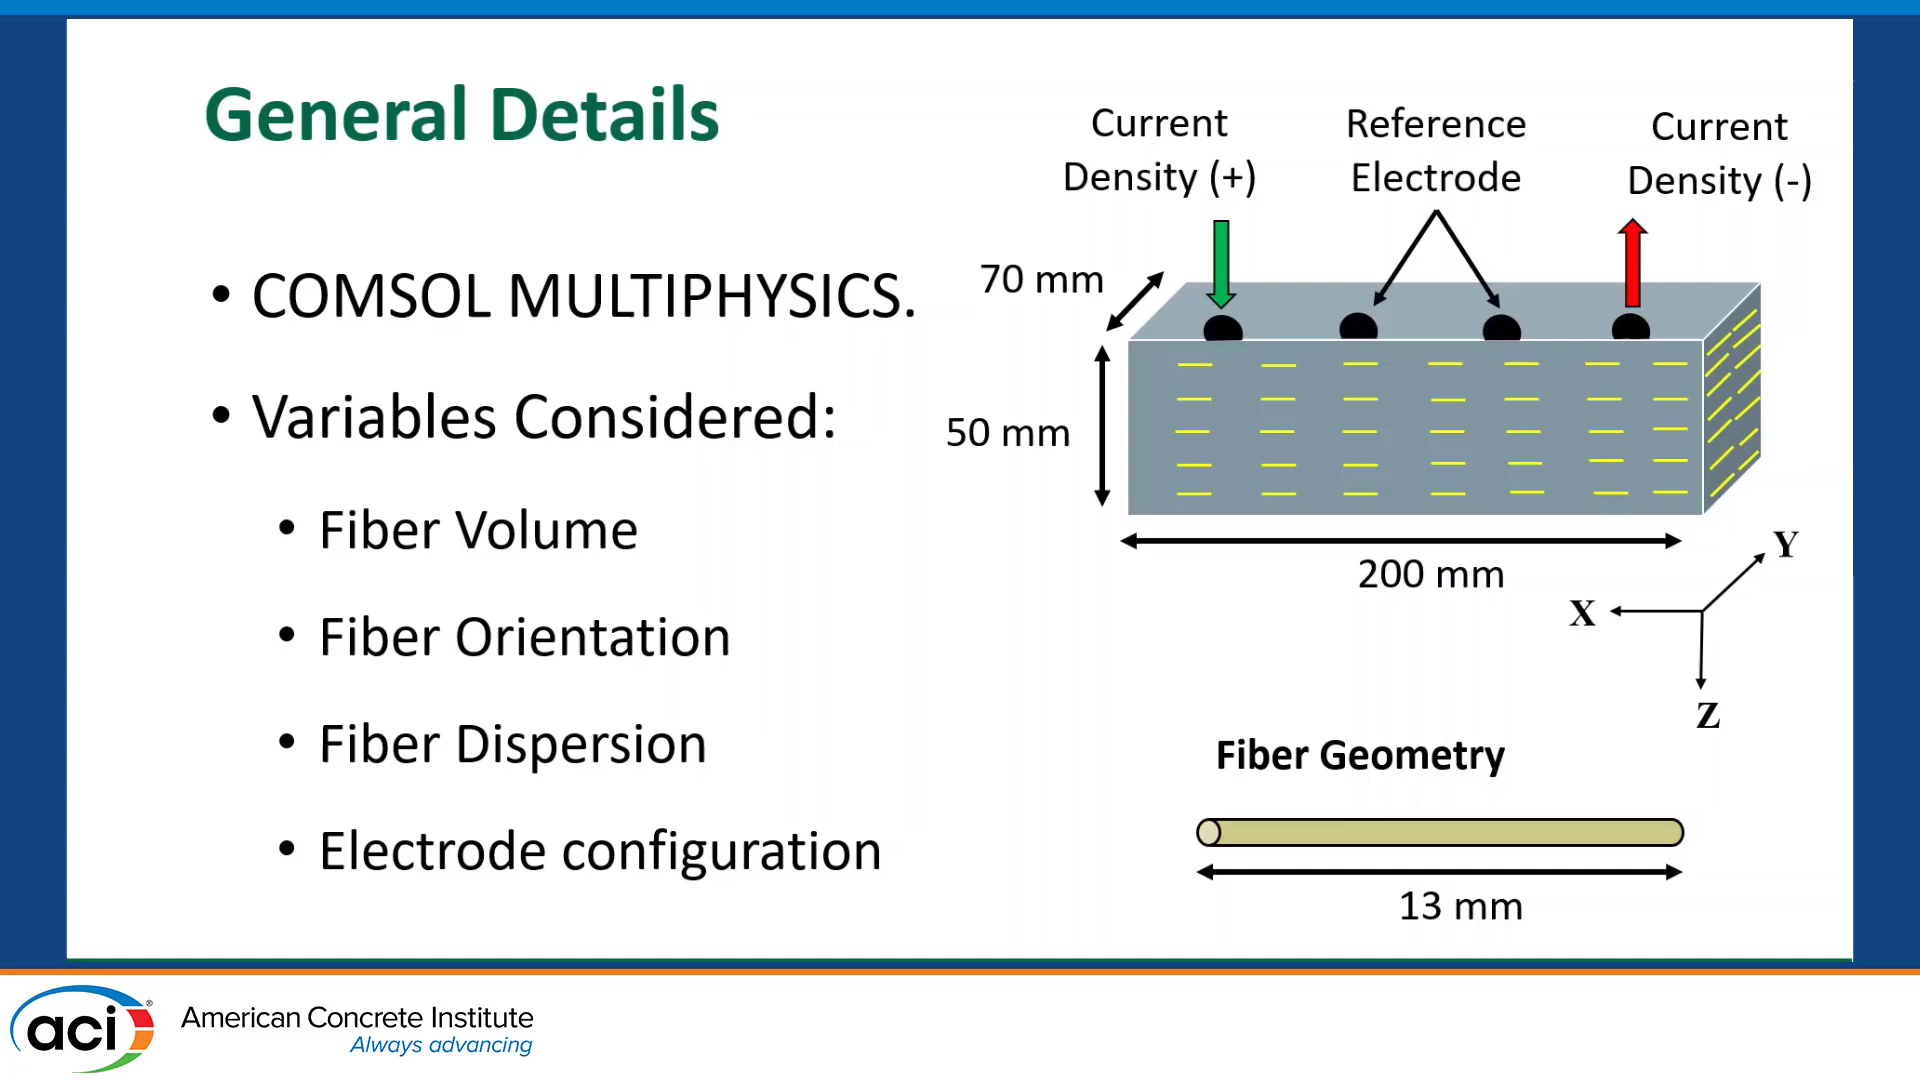 General Details
• COMSOL MULTIPHYSICS.
• Variables Considered:
• Fiber Volume
• Fiber Orientation
• Fiber Dispersion
• Electrode configuration
Current
Density (+)
Reference
Electrode
Current
Density (-)
70 mm
50 mm
200 mm
Y
X
Z
Fiber Geometry
13 mm
aci®
American Concrete Institute
Always advancing